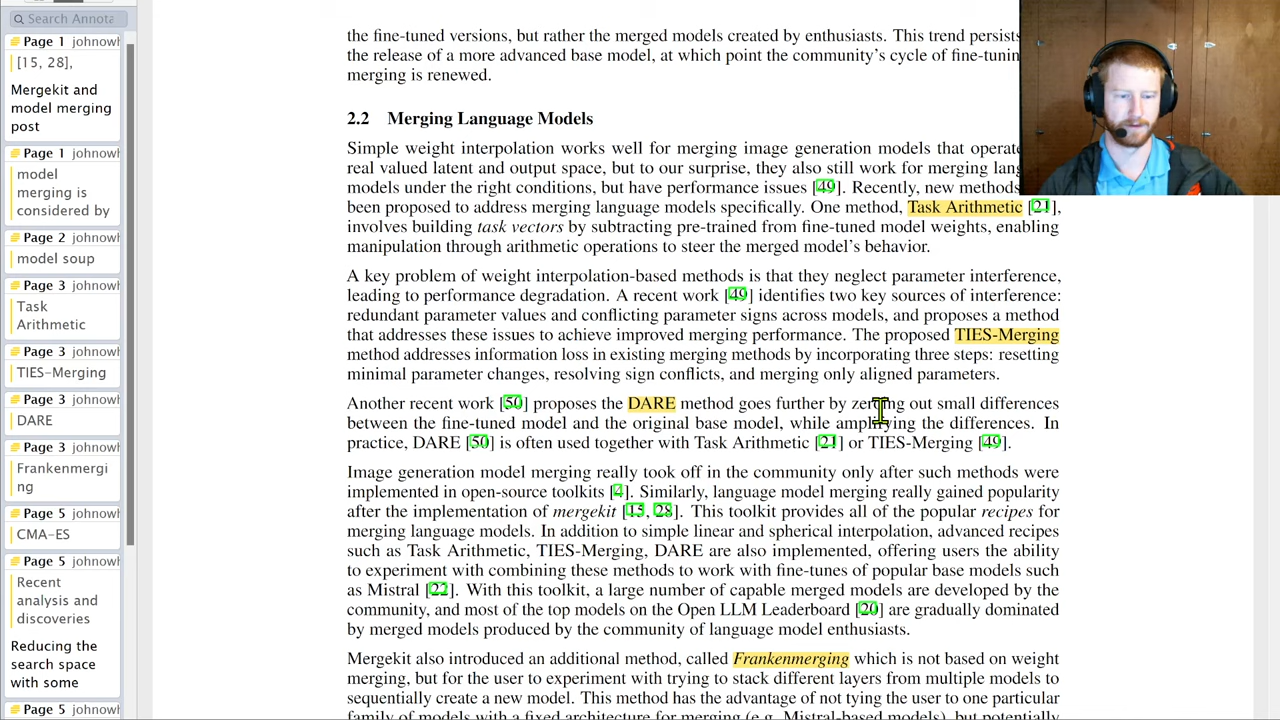 Search Annota
Page 1 johnowh
[15, 28],
Mergekit and
model merging
post
Page 1 johnowh
model
merging is
considered by
Page 2 johnowh
model soup
Page 3 johnowh
Task
Arithmetic
Page 3 johnowh
TIES-Merging
Page 3 johnowh
DARE
Page 3 johnowh
Frankenmergi
ng
Page 5 johnowh
CMA-ES
Page 5 johnowh
Recent
analysis and
discoveries
Reducing the
search space
with some
Page 5 johnowh
the fine-tuned versions, but rather the merged models created by enthusiasts. This trend persists
the release of a more advanced base model, at which point the community's cycle of fine-tunin
merging is renewed.
2.2 Merging Language Models
Simple weight interpolation works well for merging image generation models that operate
real valued latent and output space, but to our surprise, they also still work for merging lang
models under the right conditions, but have performance issues [49]. Recently, new methods
been proposed to address merging language models specifically. One method, Task Arithmetic [21],
involves building task vectors by subtracting pre-trained from fine-tuned model weights, enabling
manipulation through arithmetic operations to steer the merged model's behavior.
A key problem of weight interpolation-based methods is that they neglect parameter interference,
leading to performance degradation. A recent work [49] identifies two key sources of interference:
redundant parameter values and conflicting parameter signs across models, and proposes a method
that addresses these issues to achieve improved merging performance. The proposed TIES-Merging
method addresses information loss in existing merging methods by incorporating three steps: resetting
minimal parameter changes, resolving sign conflicts, and merging only aligned parameters.
Another recent work [50] proposes the DARE method goes further by zeroing out small differences
between the fine-tuned model and the original base model, while amplifying the differences. In
practice, DARE [50] is often used together with Task Arithmetic [21] or TIES-Merging [49].
Image generation model merging really took off in the community only after such methods were
implemented in open-source toolkits [4]. Similarly, language model merging really gained popularity
after the implementation of mergekit [15, 28]. This toolkit provides all of the popular recipes for
merging language models. In addition to simple linear and spherical interpolation, advanced recipes
such as Task Arithmetic, TIES-Merging, DARE are also implemented, offering users the ability
to experiment with combining these methods to work with fine-tunes of popular base models such
as Mistral [22]. With this toolkit, a large number of capable merged models are developed by the
community, and most of the top models on the Open LLM Leaderboard [20] are gradually dominated
by merged models produced by the community of language model enthusiasts.
Mergekit also introduced an additional method, called Frankenmerging which is not based on weight
merging, but for the user to experiment with trying to stack different layers from multiple models to
sequentially create a new model. This method has the advantage of not tying the user to one particular
family of models with a fixed architecture for merging (e.g. Mistral-based models), but potentially